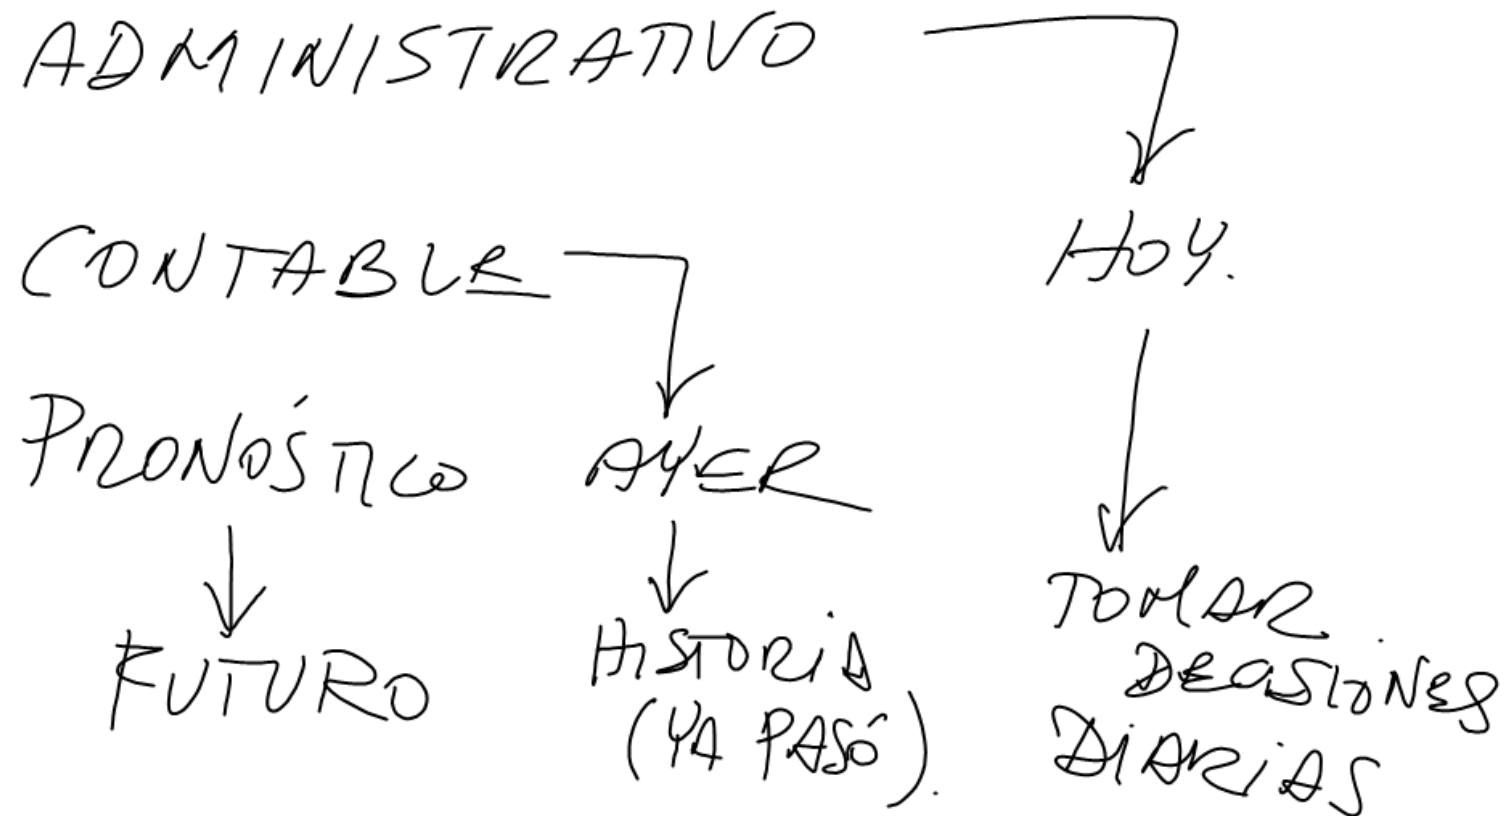 ADMINISTRATIVO
HOY.
CONTABLE
PRONÓSTICO
AYER
FUTURO
HISTORIA
(YA PASÓ).
TOMAR
DECISIONES
DIARIAS